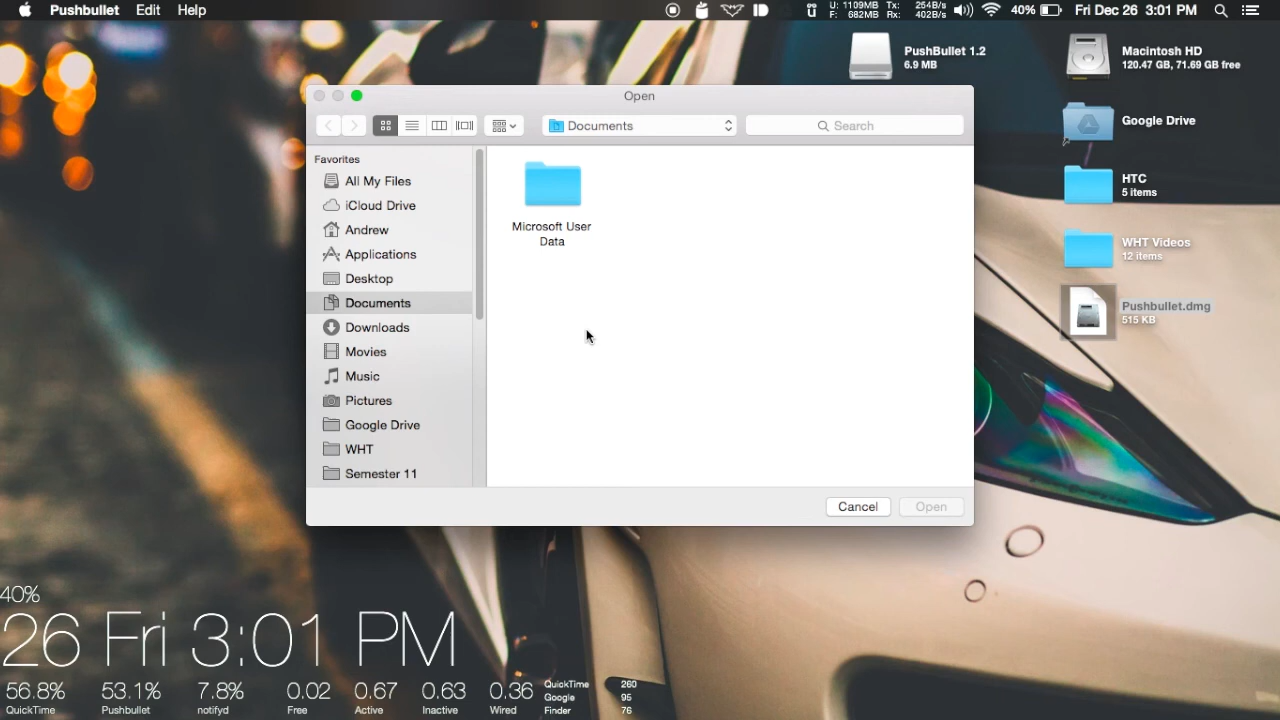 Pushbullet Edit Help
U: 1109MB Tx: 254B/s
F: 682MB Rx: 402B/s
40% Fri Dec 26 3:01 PM
PushBullet 1.2
6.9 MB
Macintosh HD
120.47 GB, 71.69 GB free
Google Drive
HTC
5 items
WHT Videos
12 items
Pushbullet.dmg
515 KB
Open
Documents
Search
Favorites
All My Files
iCloud Drive
Andrew
Applications
Desktop
Documents
Downloads
Movies
Music
Pictures
Google Drive
WHT
Semester 11
Microsoft User
Data
Cancel Open
40%
26 Fri 3:01 PM
56.8% 53.1% 7.8% 0.02 0.67 0.63 0.36
QuickTime Pushbullet notifyd Free Active Inactive Wired
QuickTime 260
Google 95
Finder 76